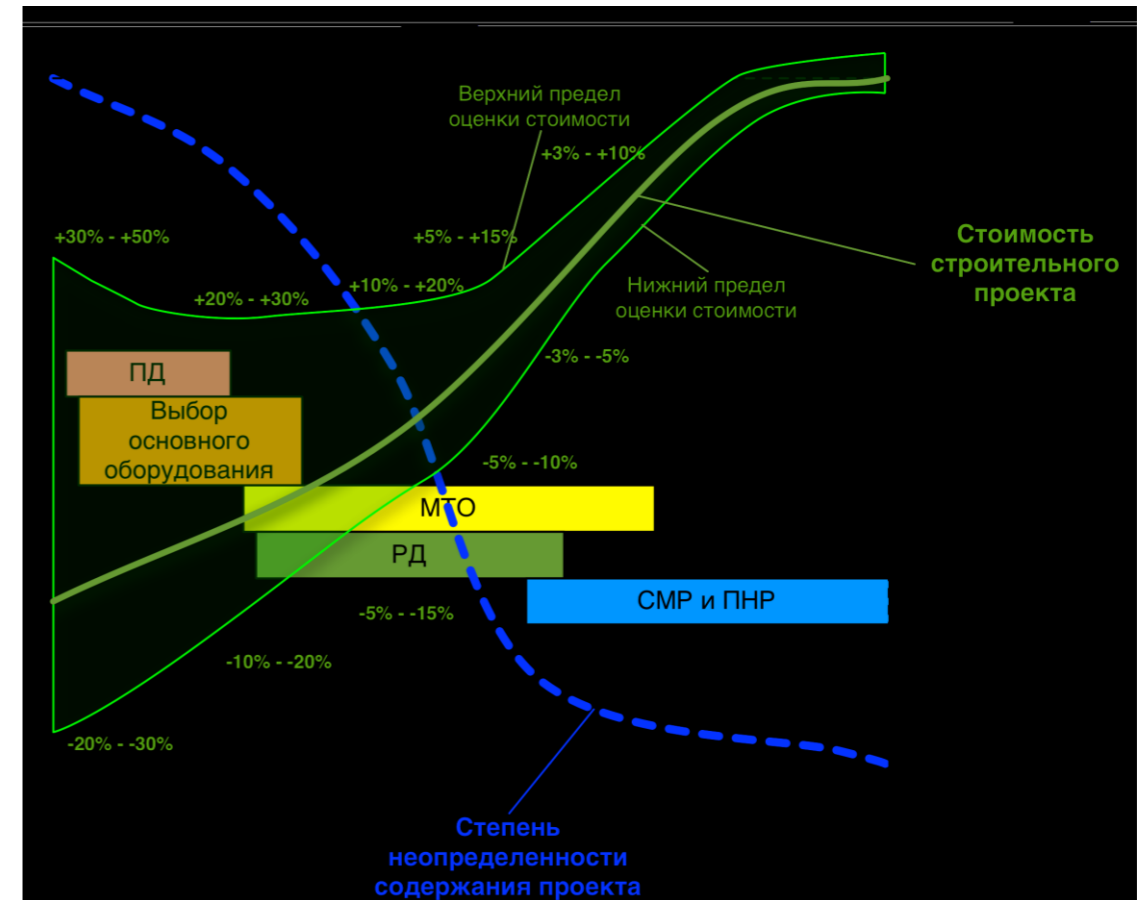 Верхний предел
оценки стоимости
+3% - +10%
+30% - +50%
+5% - +15%
Стоимость
строительного
проекта
+20% - +30%
+10% - +20%
Нижний предел
оценки стоимости
-3% - -5%
ПД
Выбор
основного
оборудования
-5% - -10%
МТО
РД
СМР и ПНР
-5% - -15%
-10% - -20%
-20% - -30%
Степень
неопределенности
содержания проекта